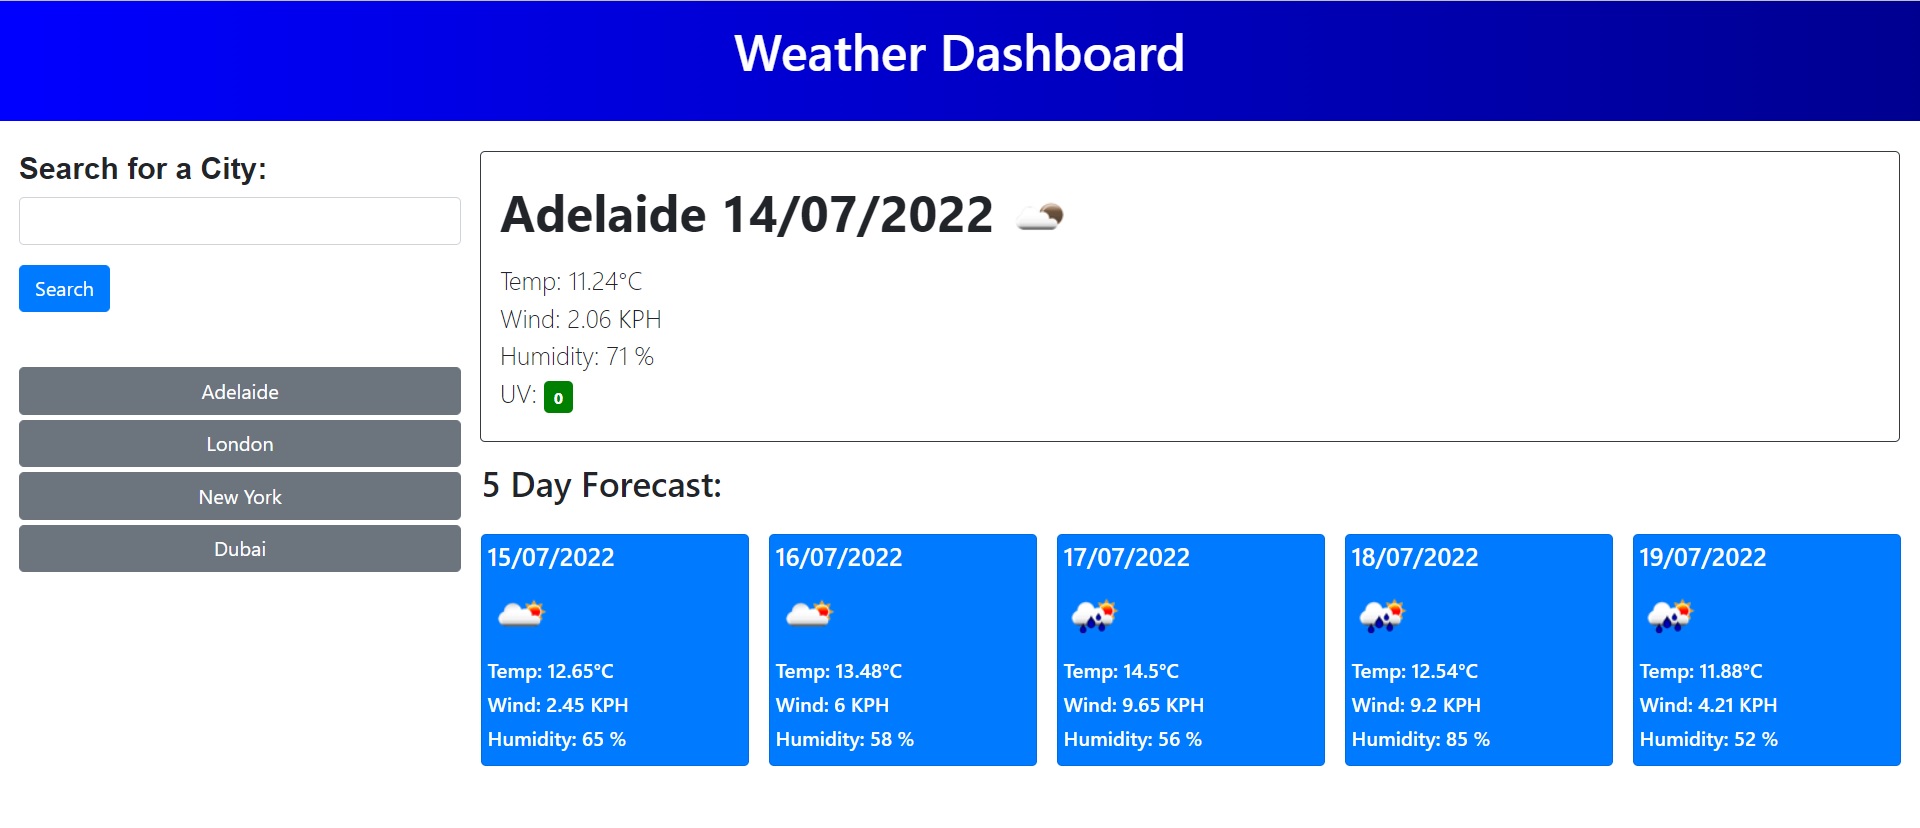 Weather Dashboard
Search for a City:
Search
Adelaide
London
New York
Dubai
Adelaide 14/07/2022
Temp: 11.24°C
Wind: 2.06 KPH
Humidity: 71 %
UV: 0
5 Day Forecast:
15/07/2022
Temp: 12.65°C
Wind: 2.45 KPH
Humidity: 65 %
16/07/2022
Temp: 13.48°C
Wind: 6 KPH
Humidity: 58 %
17/07/2022
Temp: 14.5°C
Wind: 9.65 KPH
Humidity: 56 %
18/07/2022
Temp: 12.54°C
Wind: 9.2 KPH
Humidity: 85 %
19/07/2022
Temp: 11.88°C
Wind: 4.21 KPH
Humidity: 52 %